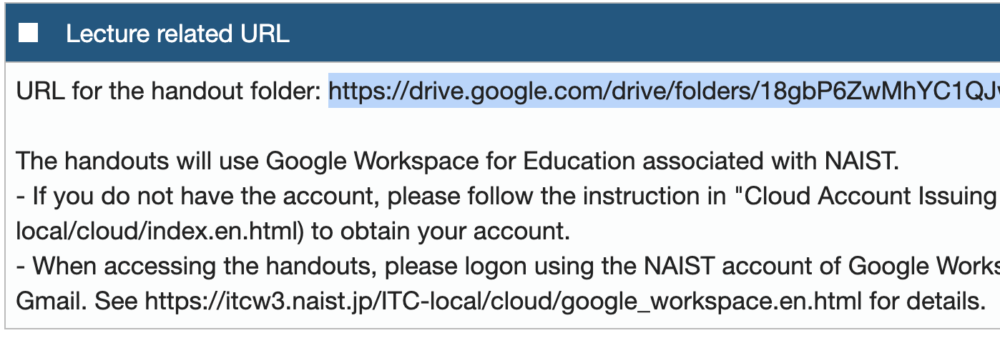 Lecture related URL
URL for the handout folder: https://drive.google.com/drive/folders/18gbP6ZwMhYC1QJ
The handouts will use Google Workspace for Education associated with NAIST.
- If you do not have the account, please follow the instruction in "Cloud Account Issuing
local/cloud/index.en.html) to obtain your account.
- When accessing the handouts, please logon using the NAIST account of Google Works
Gmail. See https://itcw3.naist.jp/ITC-local/cloud/google_workspace.en.html for details.